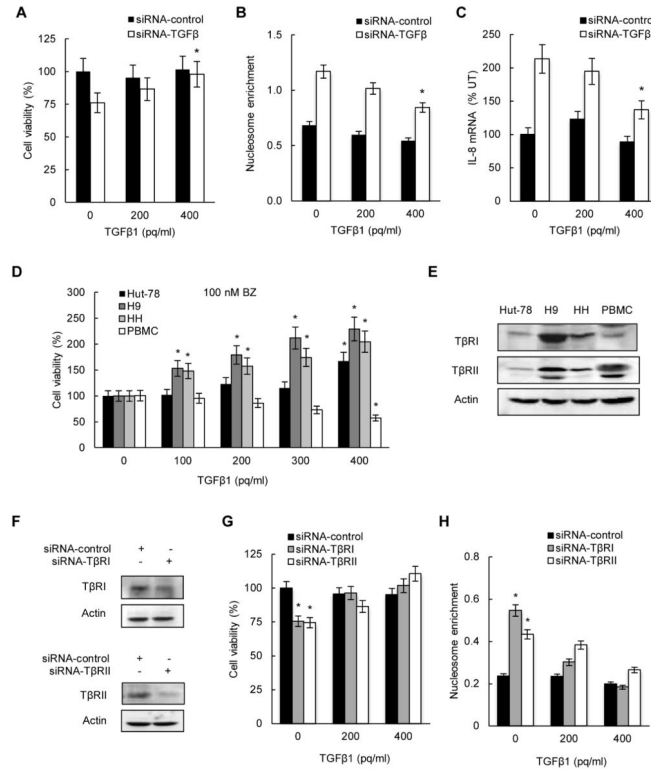 A
siRNA-control
siRNA-TGFβ
Cell viability (%)
125
100
75
50
25
0
*
0 200 400
TGFβ1 (pq/ml)
B
siRNA-control
siRNA-TGFβ
Nucleosome enrichment
1.5
1.0
0.5
0.0
*
0 200 400
TGFβ1 (pq/ml)
C
siRNA-control
siRNA-TGFβ
IL-8 mRNA (% UT)
250
200
150
100
50
0
*
0 200 400
TGFβ1 (pq/ml)
D
Hut-78
H9
HH
PBMC
100 nM BZ
Cell viability (%)
300
250
200
150
100
50
0
* * * * * * * * * *
0 100 200 300 400
TGFβ1 (pq/ml)
E
Hut-78 H9 HH PBMC
TβRI
TβRII
Actin
F
siRNA-control + -
siRNA-TβRI - +
TβRI
Actin
siRNA-control + -
siRNA-TβRII - +
TβRII
Actin
G
siRNA-control
siRNA-TβRI
siRNA-TβRII
Cell viability (%)
125
100
75
50
25
0
* *
0 200 400
TGFβ1 (pq/ml)
H
siRNA-control
siRNA-TβRI
siRNA-TβRII
Nucleosome enrichment
0.8
0.6
0.4
0.2
0
* *
0 200 400
TGFβ1 (pq/ml)